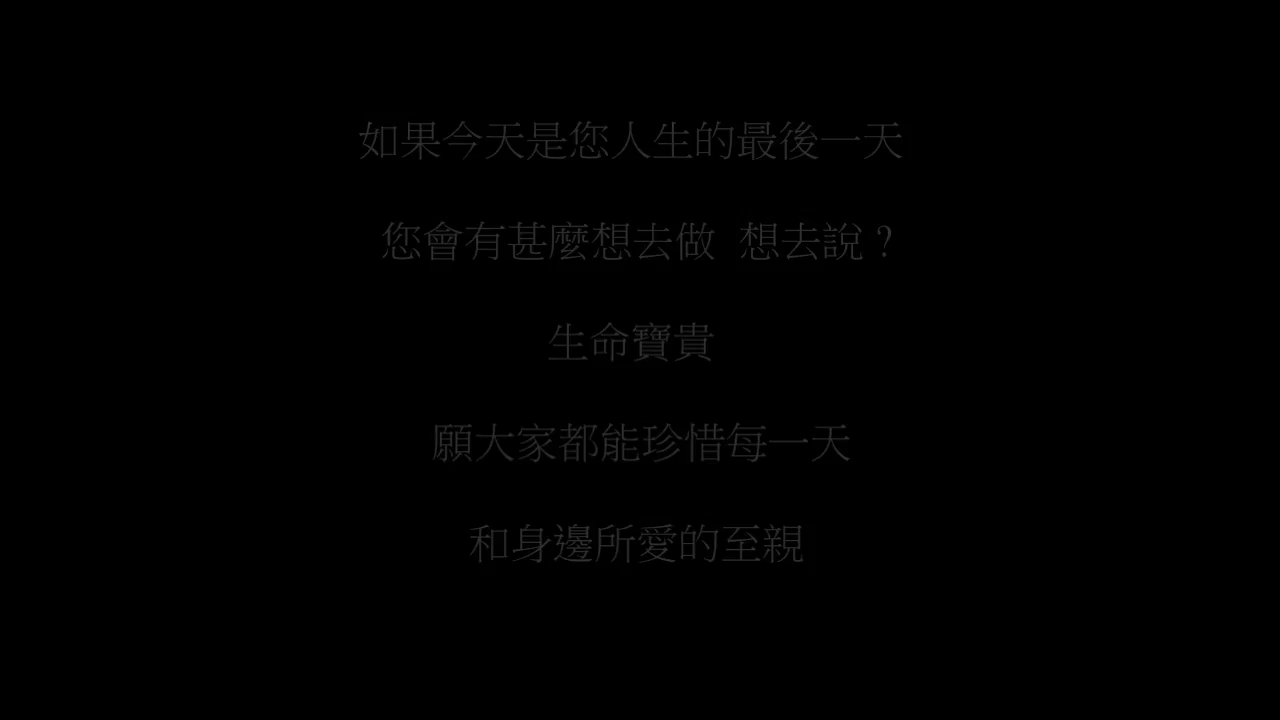 如果今天是您人生的最後一天
您會有甚麼想去做 想去說？
生命寶貴
願大家都能珍惜每一天
和身邊所愛的至親